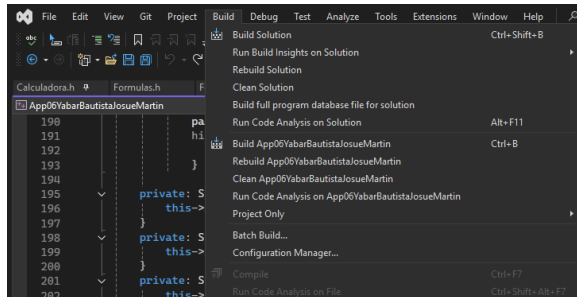 File Edit View Git Project Build Debug Test Analyze Tools Extensions Window Help
abc
Calculadora.h Formulas.h F
App06YabarBautistaJosueMartin
190 pa
191 hi
192
193 }
194
195 private: S
196 this->
197 }
198 private: S
199 this->
200 }
201 private: S
202 this->
Build Solution Ctrl+Shift+B
Run Build Insights on Solution
Rebuild Solution
Clean Solution
Build full program database file for solution
Run Code Analysis on Solution Alt+F11
Build App06YabarBautistaJosueMartin Ctrl+B
Rebuild App06YabarBautistaJosueMartin
Clean App06YabarBautistaJosueMartin
Run Code Analysis on App06YabarBautistaJosueMartin
Project Only
Batch Build...
Configuration Manager...
Compile Ctrl+F7
Run Code Analysis on File Ctrl+Shift+Alt+F7